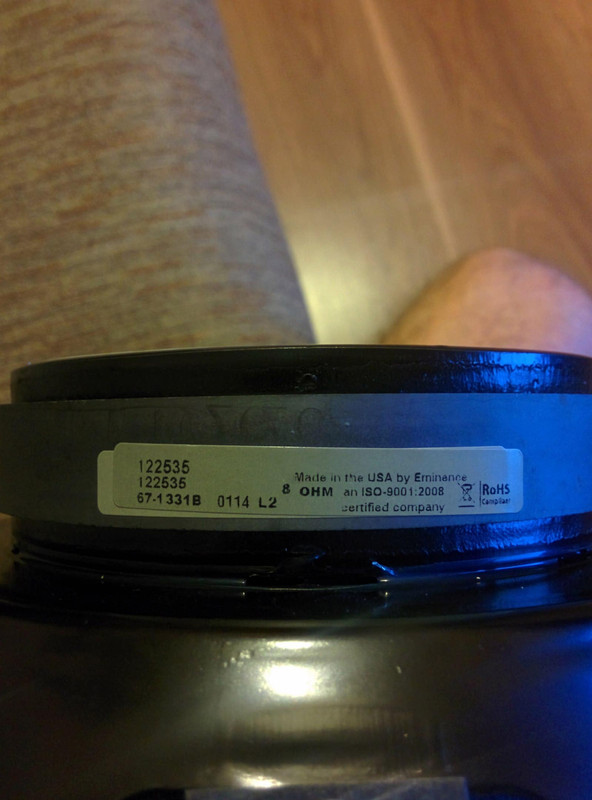 122535
122535
67-1331B 0114 L2
8 OHM
Made in the USA by Eminence
an ISO-9001:2008
certified company
RoHS
Compliant